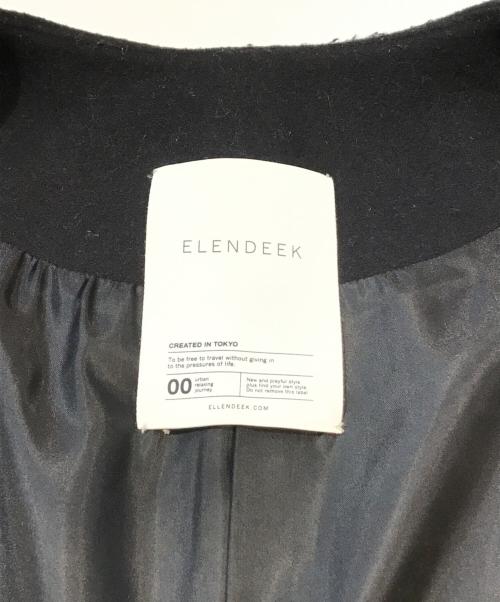 ELENDEEK
CREATED IN TOKYO
To be free to travel without giving in
to the pressures of life.
00
urban
relaxing
journey
New and playful style
plus find your own style
Do not remove this label
ELLENDEEK.COM